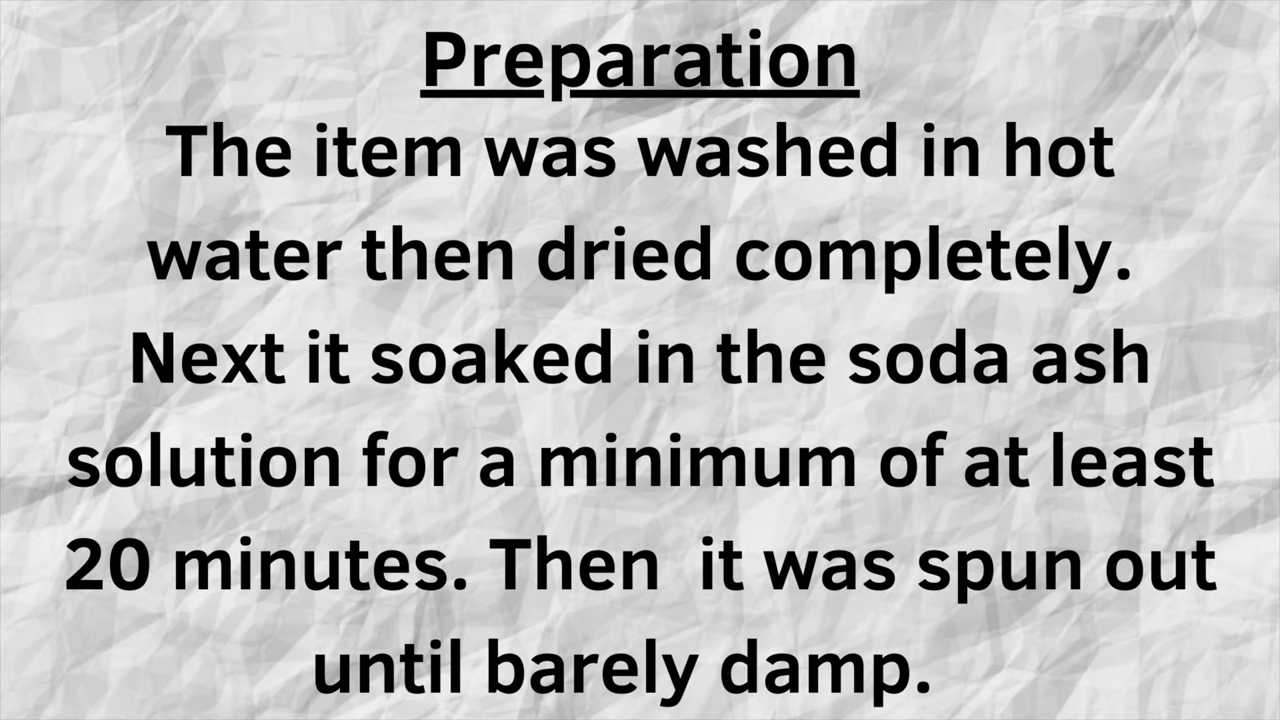 Preparation
The item was washed in hot
water then dried completely.
Next it soaked in the soda ash
solution for a minimum of at least
20 minutes. Then  it was spun out
until barely damp.